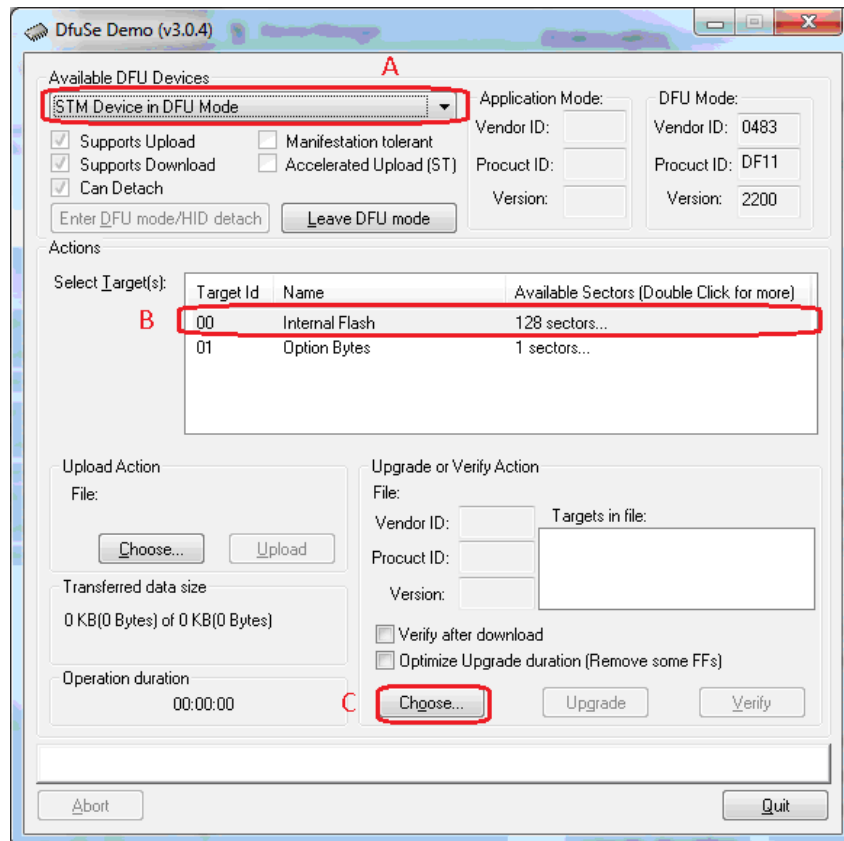 DfuSe Demo (v3.0.4)
A
Available DFU Devices
STM Device in DFU Mode
Supports Upload
Manifestation tolerant
Supports Download
Accelerated Upload (ST)
Can Detach
Enter DFU mode/HID detach
Leave DFU mode
Application Mode:
Vendor ID:
Procuct ID:
Version:
DFU Mode:
Vendor ID: 0483
Procuct ID: DF11
Version: 2200
Actions
Select Target(s):
Target Id Name Available Sectors (Double Click for more)
B
00 Internal Flash 128 sectors...
01 Option Bytes 1 sectors...
Upload Action
File:
Choose... Upload
Transferred data size
0 KB(0 Bytes) of 0 KB(0 Bytes)
Operation duration
00:00:00
Upgrade or Verify Action
File:
Vendor ID:
Procuct ID:
Version:
Targets in file:
Verify after download
Optimize Upgrade duration (Remove some FFs)
C
Choose... Upgrade Verify
Abort Quit